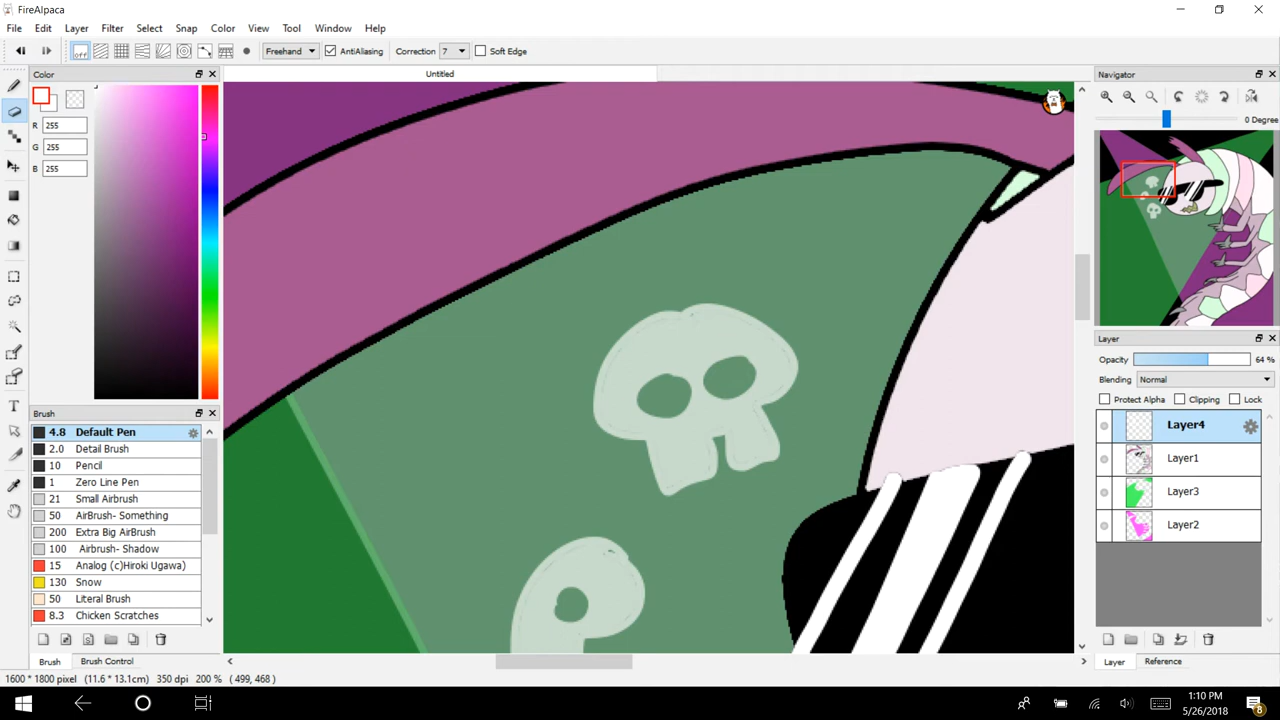 FireAlpaca
File Edit Layer Filter Select Snap Color View Tool Window Help
off Freehand AntiAliasing Correction 7 Soft Edge
Color Untitled Navigator
R 255
G 255
B 255
0 Degree
Brush
4.8 Default Pen
2.0 Detail Brush
10 Pencil
1 Zero Line Pen
21 Small Airbrush
50 AirBrush- Something
200 Extra Big AirBrush
100 Airbrush- Shadow
15 Analog (c)Hiroki Ugawa)
130 Snow
50 Literal Brush
8.3 Chicken Scratches
Brush Brush Control
Layer
Opacity 64 %
Blending Normal
Protect Alpha Clipping Lock
Layer4
Layer1
Layer3
Layer2
Layer Reference
1600 * 1800 pixel (11.6 * 13.1cm) 350 dpi 200 % ( 499, 468 )
1:10 PM
5/26/2018
8